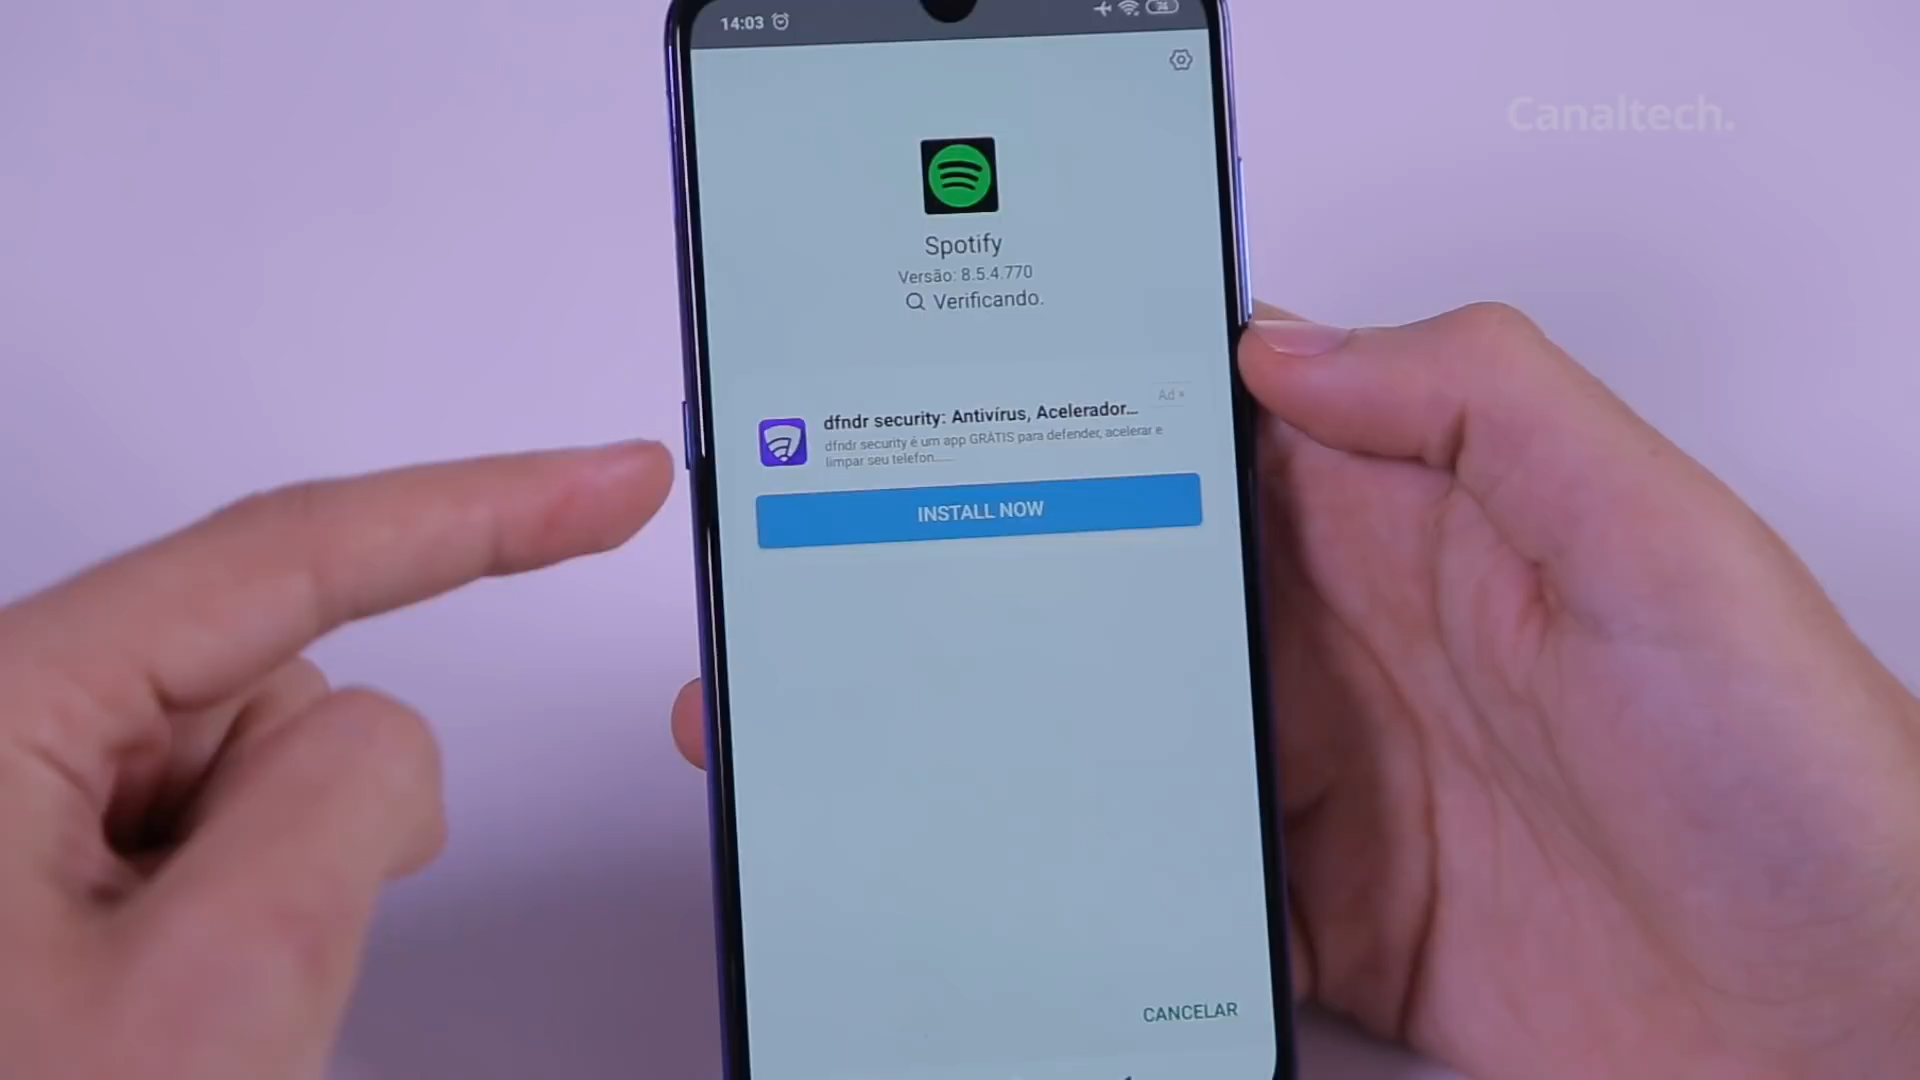 14:03
Canaltech.
Spotify
Versão: 8.5.4.770
Verificando.
Ad
dfndr security: Antivírus, Acelerador...
dfndr security é um app GRÁTIS para defender, acelerar e
limpar seu telefon......
INSTALL NOW
CANCELAR